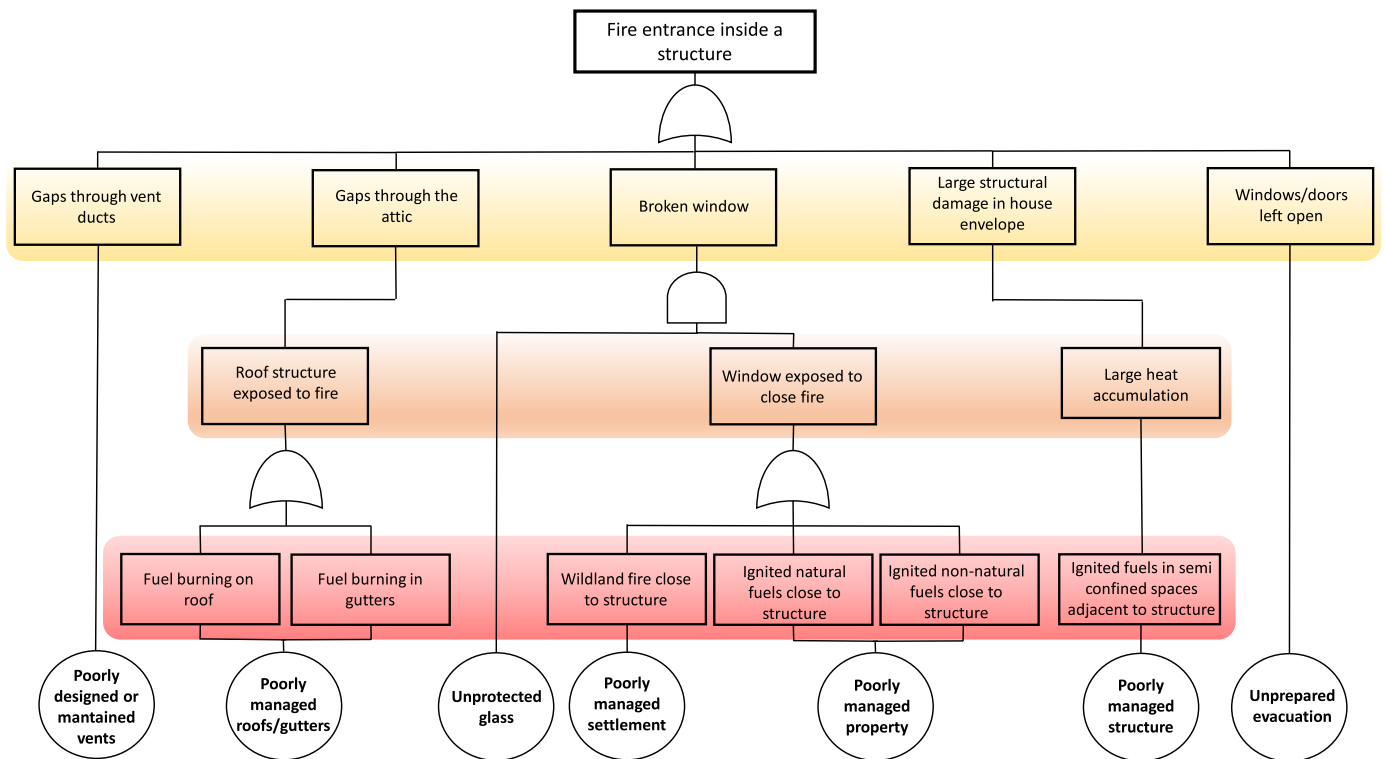 Fire entrance inside a
structure
Gaps through vent
ducts
Gaps through the
attic
Broken window
Large structural
damage in house
envelope
Windows/doors
left open
Roof structure
exposed to fire
Window exposed to
close fire
Large heat
accumulation
Fuel burning on
roof
Fuel burning in
gutters
Wildland fire close
to structure
Ignited natural
fuels close to
structure
Ignited non-natural
fuels close to
structure
Ignited fuels in semi
confined spaces
adjacent to structure
Poorly
designed or
mantained
vents
Poorly
managed
roofs/gutters
Unprotected
glass
Poorly
managed
settlement
Poorly
managed
property
Poorly
managed
structure
Unprepared
evacuation